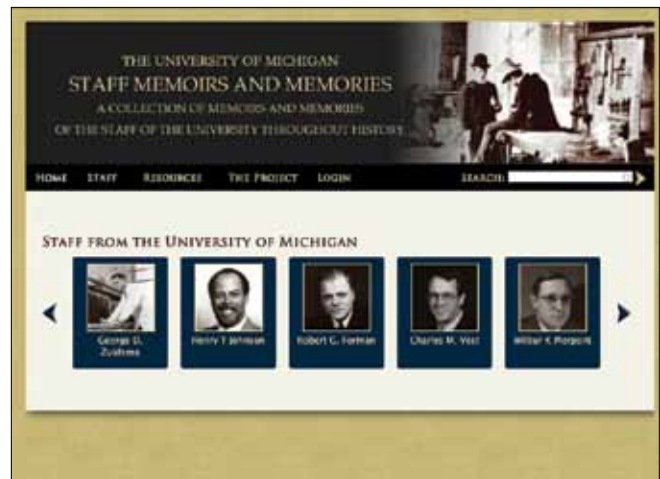 THE UNIVERSITY OF MICHIGAN
STAFF MEMOIRS AND MEMORIES
A COLLECTION OF MEMOIRS AND MEMORIES
OF THE STAFF OF THE UNIVERSITY THROUGHOUT HISTORY
HOME STAFF RESOURCES THE PROJECT LOGIN SEARCH:
STAFF FROM THE UNIVERSITY OF MICHIGAN
George D. Henry T Johnson Robert G. Forman Charles M. Vest Wilbur K Pierpont